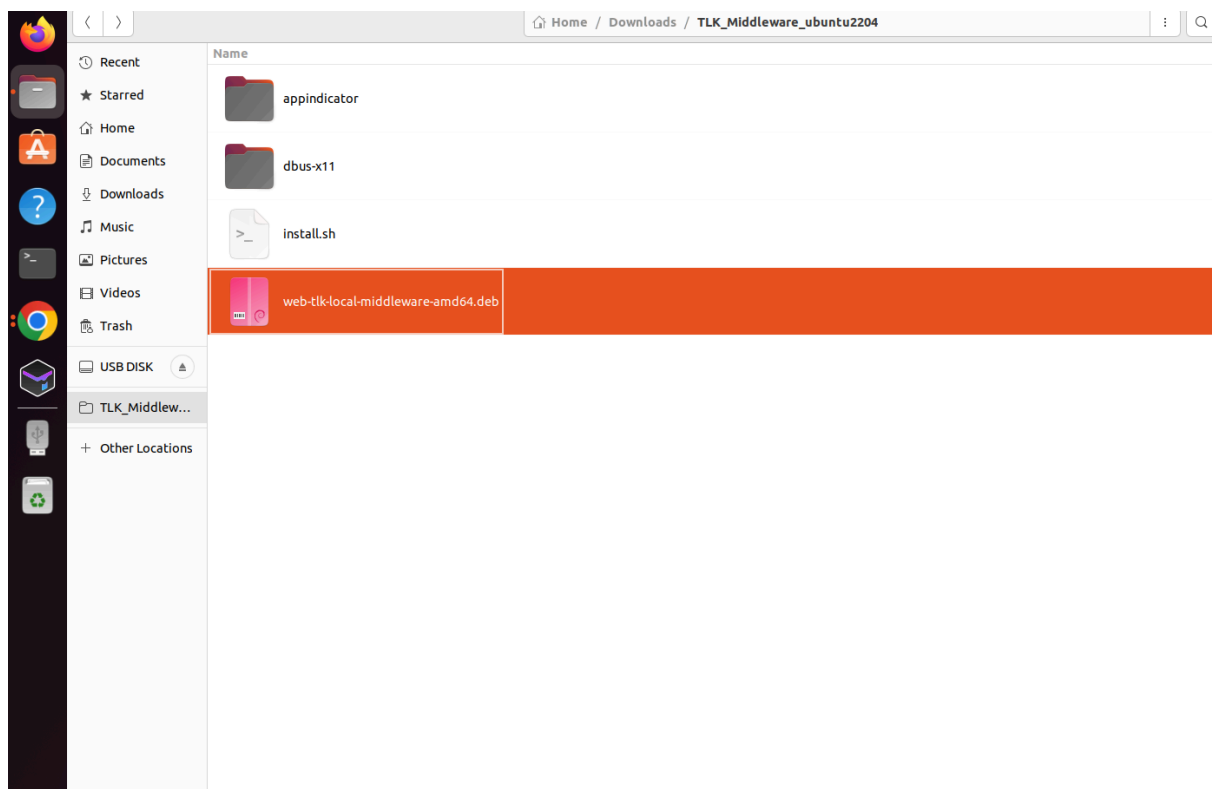 Home / Downloads / TLK_Middleware_ubuntu2204
Recent
Starred
Home
Documents
Downloads
Music
Pictures
Videos
Trash
USB DISK
TLK_Middlew...
Other Locations
Name
appindicator
dbus-x11
install.sh
web-tlk-local-middleware-amd64.deb